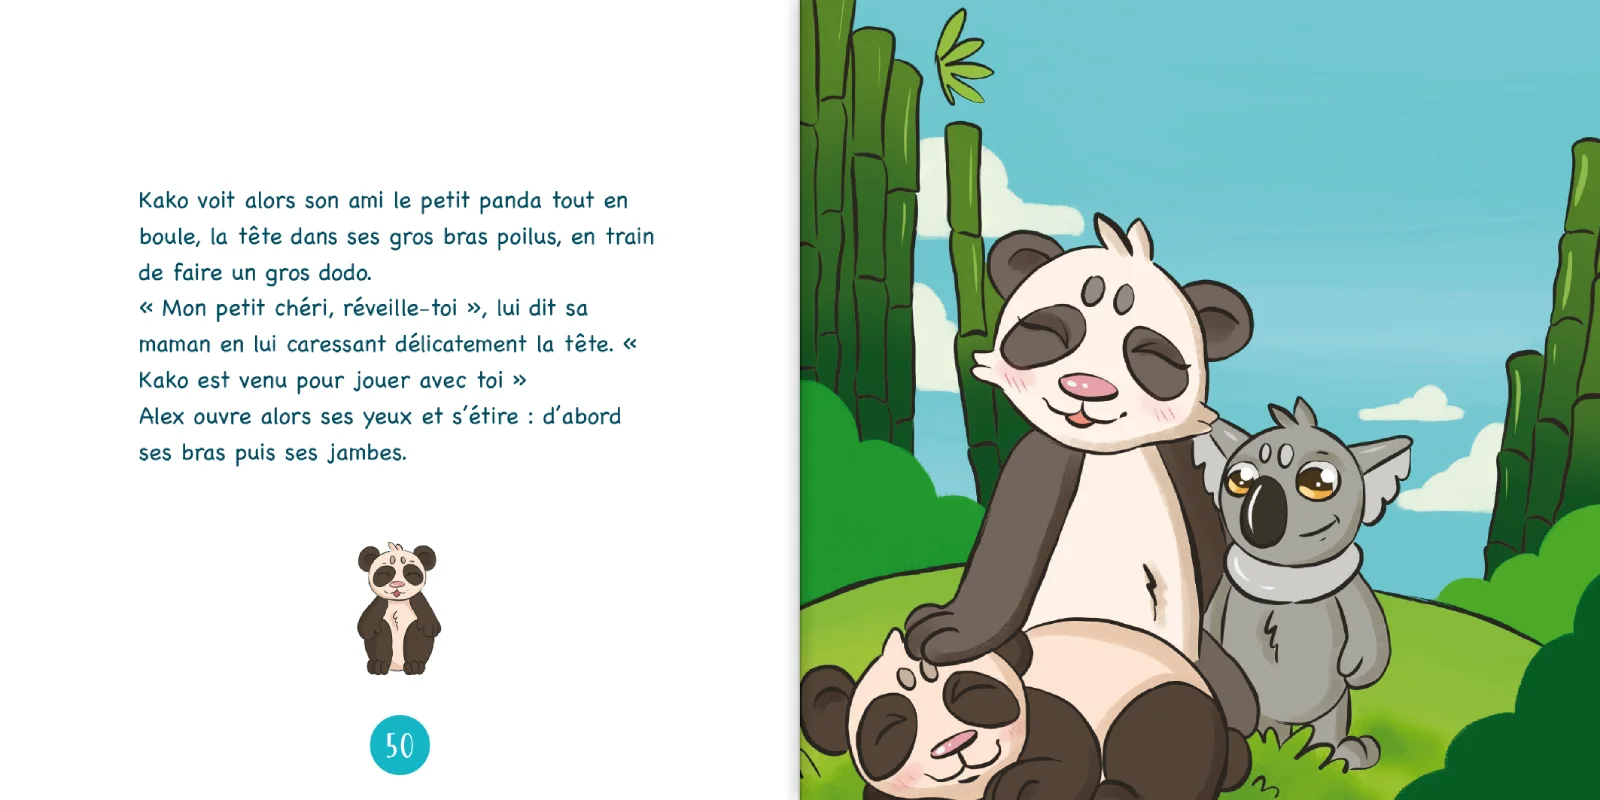 Kako voit alors son ami le petit panda tout en
boule, la tête dans ses gros bras poilus, en train
de faire un gros dodo.
« Mon petit chéri, réveille-toi », lui dit sa
maman en lui caressant délicatement la tête. «
Kako est venu pour jouer avec toi »
Alex ouvre alors ses yeux et s’étire : d’abord
ses bras puis ses jambes.
50